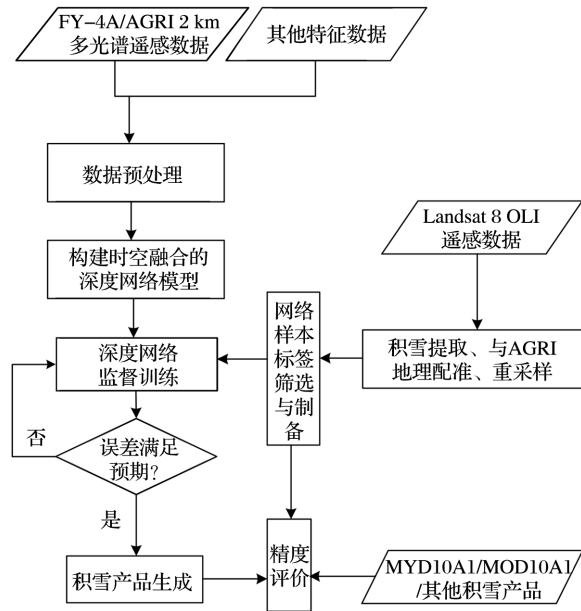 FY-4A/AGRI 2 km
多光谱遥感数据
其他特征数据
数据预处理
Landsat 8 OLI
遥感数据
构建时空融合的
深度网络模型
网络
样本
标签
筛选
与制
备
深度网络
监督训练
积雪提取、与AGRI
地理配准、重采样
否
误差满足
预期?
是
积雪产品生成
精度
评价
MYD10A1/MOD10A1
/其他积雪产品